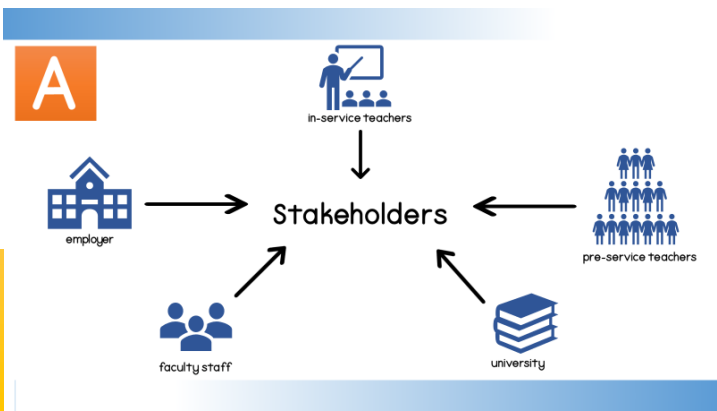 A
in-service teachers
employer
Stakeholders
pre-service teachers
faculty staff
university